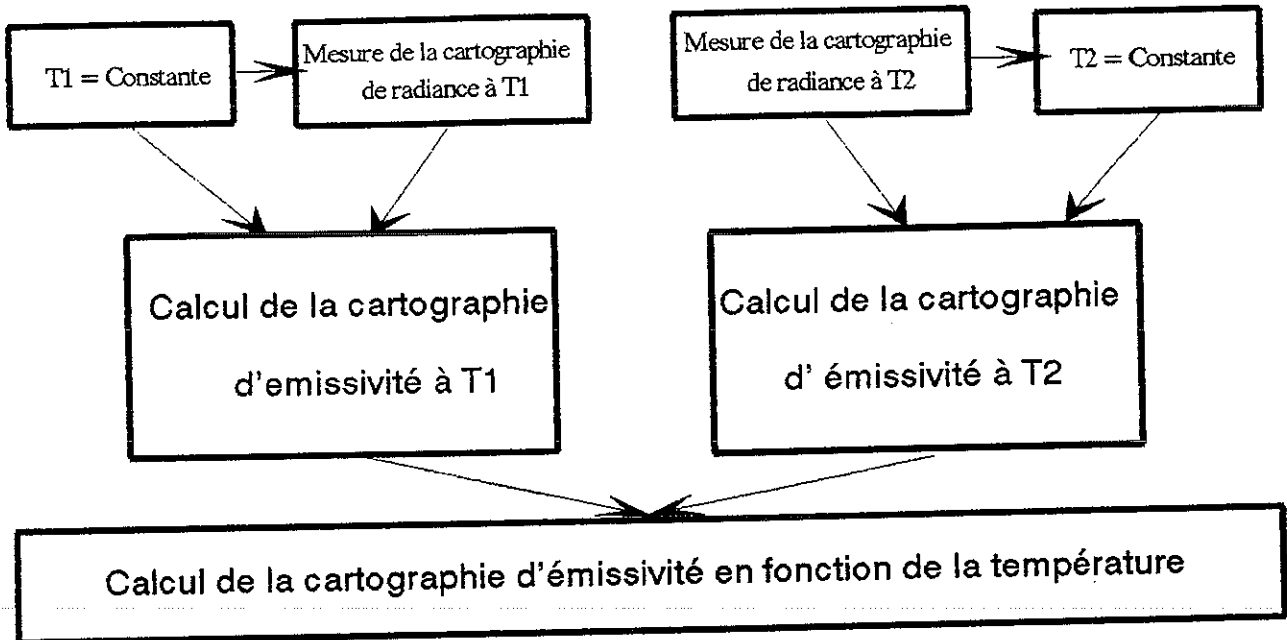 T1 = Constante
Mesure de la cartographie
de radiance à T1
Mesure de la cartographie
de radiance à T2
T2 = Constante
Calcul de la cartographie
d'emissivité à T1
Calcul de la cartographie
d' émissivité à T2
Calcul de la cartographie d'émissivité en fonction de la température